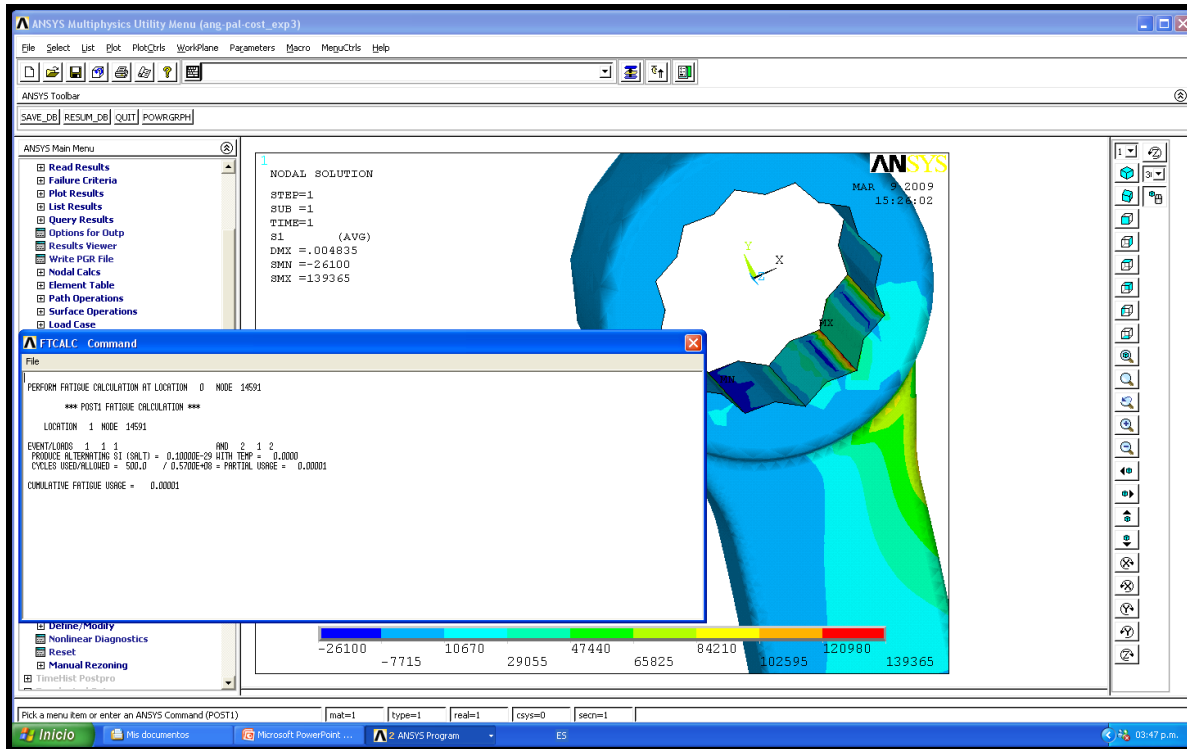 ANSYS Multiphysics Utility Menu (ang-pal-cost_exp3)
File Select List Plot PlotCtrls WorkPlane Parameters Macro MenuCtrls Help
ANSYS Toolbar
SAVE_DB RESUM_DB QUIT POWRGRPH
ANSYS Main Menu
Read Results
Failure Criteria
Plot Results
List Results
Query Results
Options for Outp
Results Viewer
Write PGR File
Nodal Calcs
Element Table
Path Operations
Surface Operations
Load Case
1
NODAL SOLUTION
STEP=1
SUB =1
TIME=1
S1 (AVG)
DMX =.004835
SMN =-26100
SMX =139365
ANSYS
MAR 9 2009
15:26:02
Y
X
Z
MX
MN
1
FTCALC Command
File
PERFORM FATIGUE CALCULATION AT LOCATION 0 NODE 14591
*** POST1 FATIGUE CALCULATION ***
LOCATION 1 NODE 14591
EVENT/LOADS 1 1 1 AND 2 1 2
PRODUCE ALTERNATING SI (SALT) = 0.10000E-29 WITH TEMP = 0.0000
CYCLES USED/ALLOWED = 500.0 / 0.5700E+08 = PARTIAL USAGE = 0.00001
CUMULATIVE FATIGUE USAGE = 0.00001
Define/Modify
Nonlinear Diagnostics
Reset
Manual Rezoning
TimeHist Postpro
-26100 10670 47440 84210 120980
-7715 29055 65825 102595 139365
Pick a menu item or enter an ANSYS Command (POST1) mat=1 type=1 real=1 csys=0 secn=1
Inicio Mis documentos Microsoft PowerPoint ... 2 ANSYS Program ES 03:47 p.m.